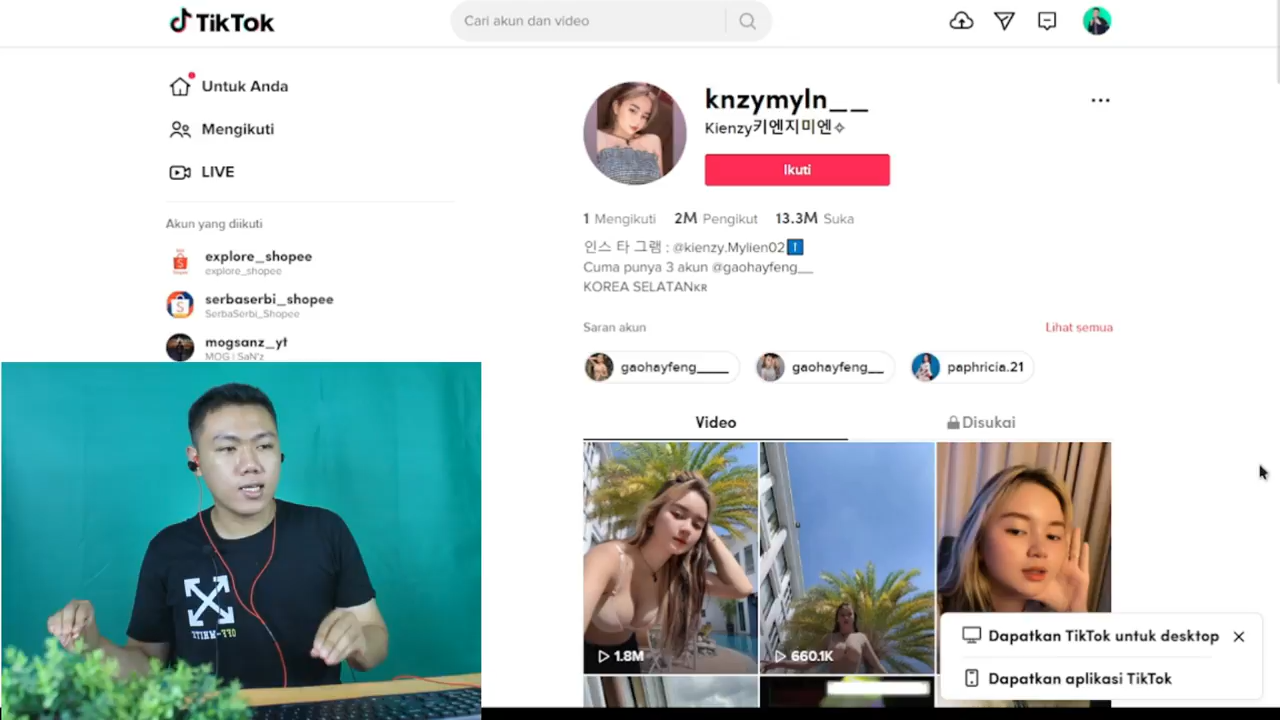 TikTok
Cari akun dan video
Untuk Anda
Mengikuti
LIVE
Akun yang diikuti
explore_shopee
explore_shopee
serbaserbi_shopee
SerbaSerbi_Shopee
mogsanz_yt
MOG | SaN'z
knzymyln__
Kienzy키엔지미엔✧
Ikuti
1 Mengikuti 2M Pengikut 13.3M Suka
인스 타 그램 : @kienzy.Mylien02⬆️
Cuma punya 3 akun @gaohayfeng__
KOREA SELATANᴋʀ
Saran akun
Lihat semua
gaohayfeng____
gaohayfeng__
paphricia.21
Video
Disukai
1.8M
660.1K
Dapatkan TikTok untuk desktop
Dapatkan aplikasi TikTok
OFF-WHITE